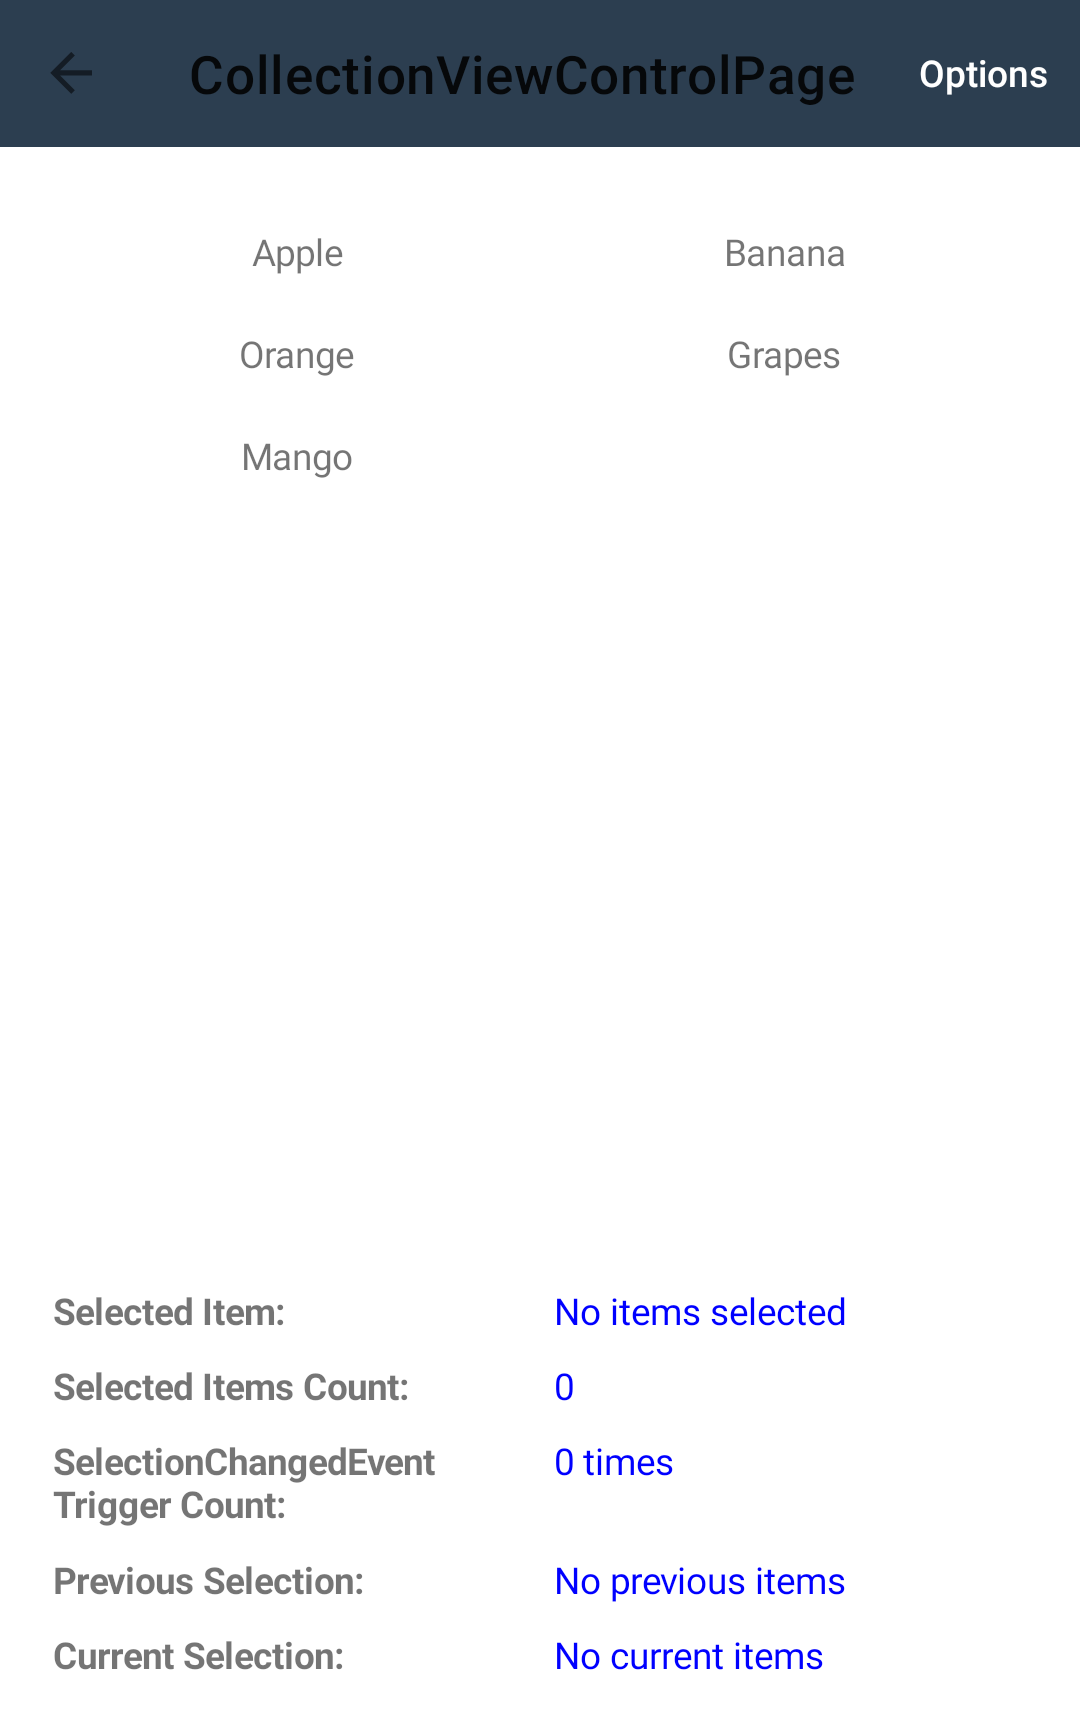 CollectionViewControlPage Options
Apple Banana
Orange Grapes
Mango
Selected Item: No items selected
Selected Items Count: 0
SelectionChangedEvent 0 times
Trigger Count:
Previous Selection: No previous items
Current Selection: No current items